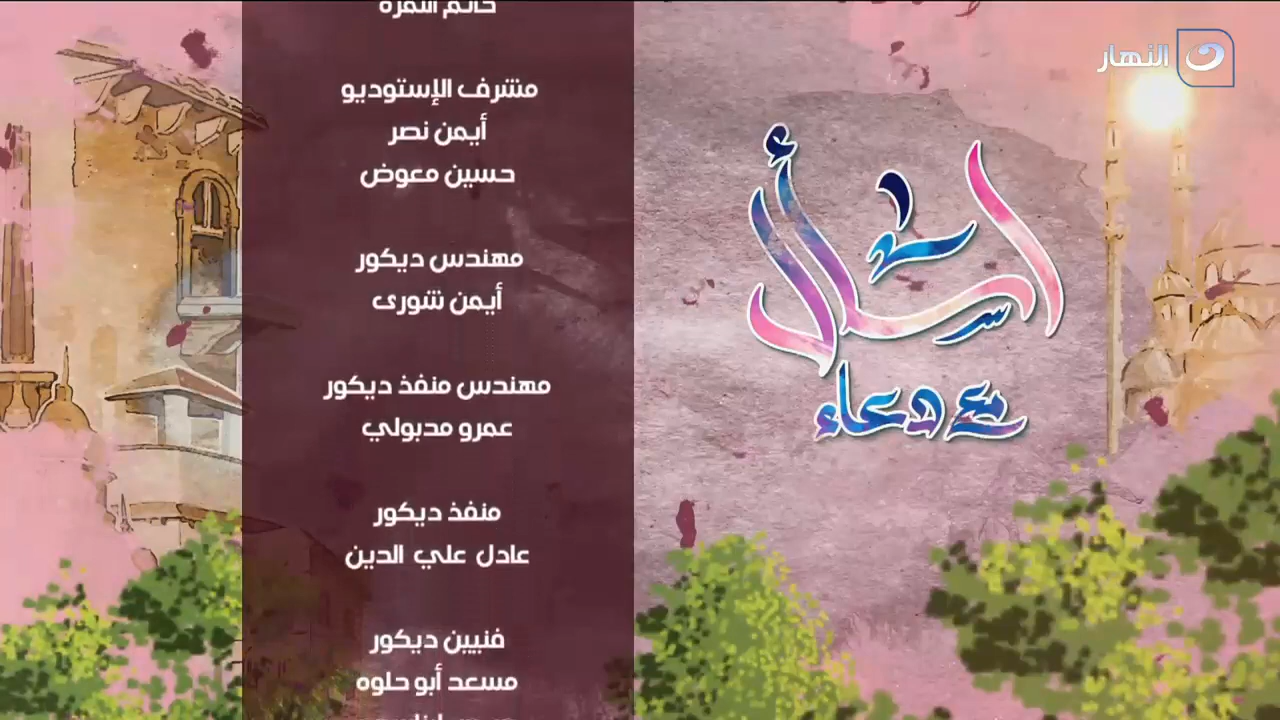 النهار
مشرف الإستوديو
أيمن نصر
حسين معوض
مهندس ديكور
أيمن شورى
مهندس منفذ ديكور
عمرو مدبولي
منفذ ديكور
عادل علي الدين
فنيين ديكور
مسعد أبو حلوه
اسأل
مع دعاء